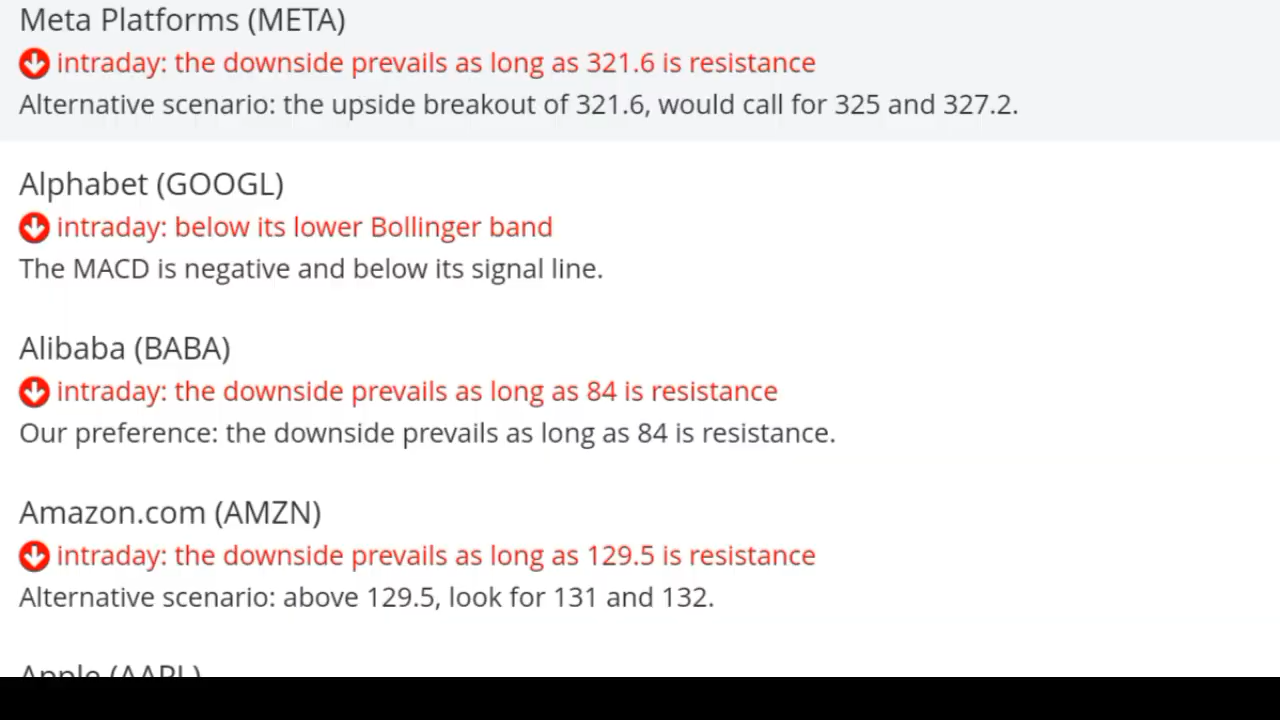 Meta Platforms (META)
intraday: the downside prevails as long as 321.6 is resistance
Alternative scenario: the upside breakout of 321.6, would call for 325 and 327.2.
Alphabet (GOOGL)
intraday: below its lower Bollinger band
The MACD is negative and below its signal line.
Alibaba (BABA)
intraday: the downside prevails as long as 84 is resistance
Our preference: the downside prevails as long as 84 is resistance.
Amazon.com (AMZN)
intraday: the downside prevails as long as 129.5 is resistance
Alternative scenario: above 129.5, look for 131 and 132.
Apple (AAPL)